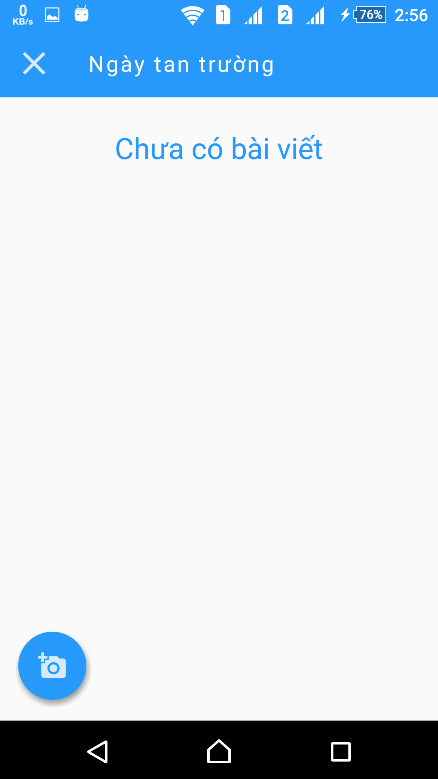 0
KB/s
1
2
76%
2:56
Ngày tan trường
Chưa có bài viết